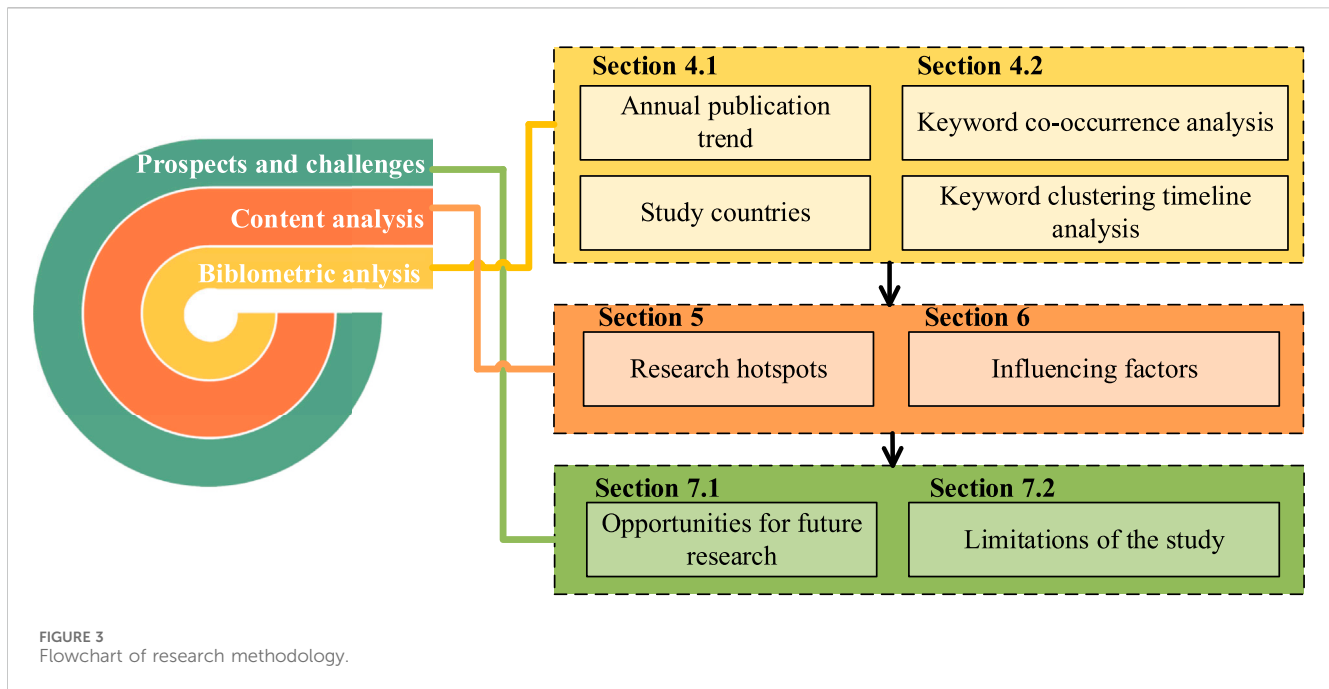 Prospects and challenges
Content analysis
Biblometric anlysis
Section 4.1
Annual publication
trend
Study countries
Section 4.2
Keyword co-occurrence analysis
Keyword clustering timeline
analysis
Section 5
Research hotspots
Section 6
Influencing factors
Section 7.1
Opportunities for future
research
Section 7.2
Limitations of the study
FIGURE 3
Flowchart of research methodology.